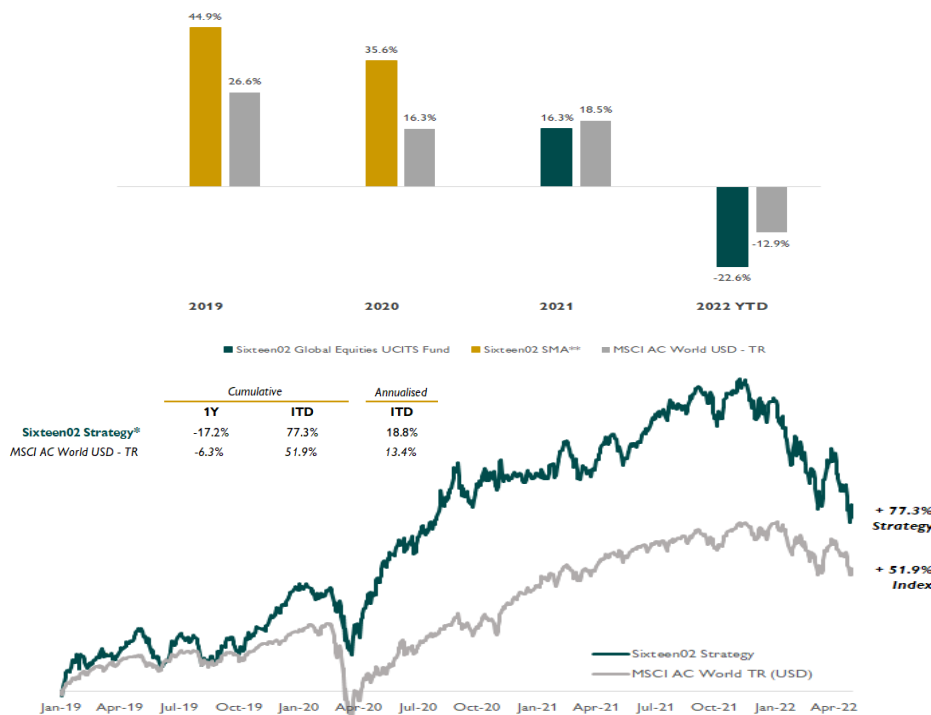 44.9%
26.6%
35.6%
16.3%
16.3%
18.5%
-22.6%
-12.9%
2019 2020 2021 2022 YTD
Sixteen02 Global Equities UCITS Fund Sixteen02 SMA** MSCI AC World USD - TR
Cumulative Annualised
1Y ITD ITD
Sixteen02 Strategy* -17.2% 77.3% 18.8%
MSCI AC World USD - TR -6.3% 51.9% 13.4%
+ 77.3%
Strategy
+ 51.9%
Index
Sixteen02 Strategy
MSCI AC World TR (USD)
Jan-19 Apr-19 Jul-19 Oct-19 Jan-20 Apr-20 Jul-20 Oct-20 Jan-21 Apr-21 Jul-21 Oct-21 Jan-22 Apr-22